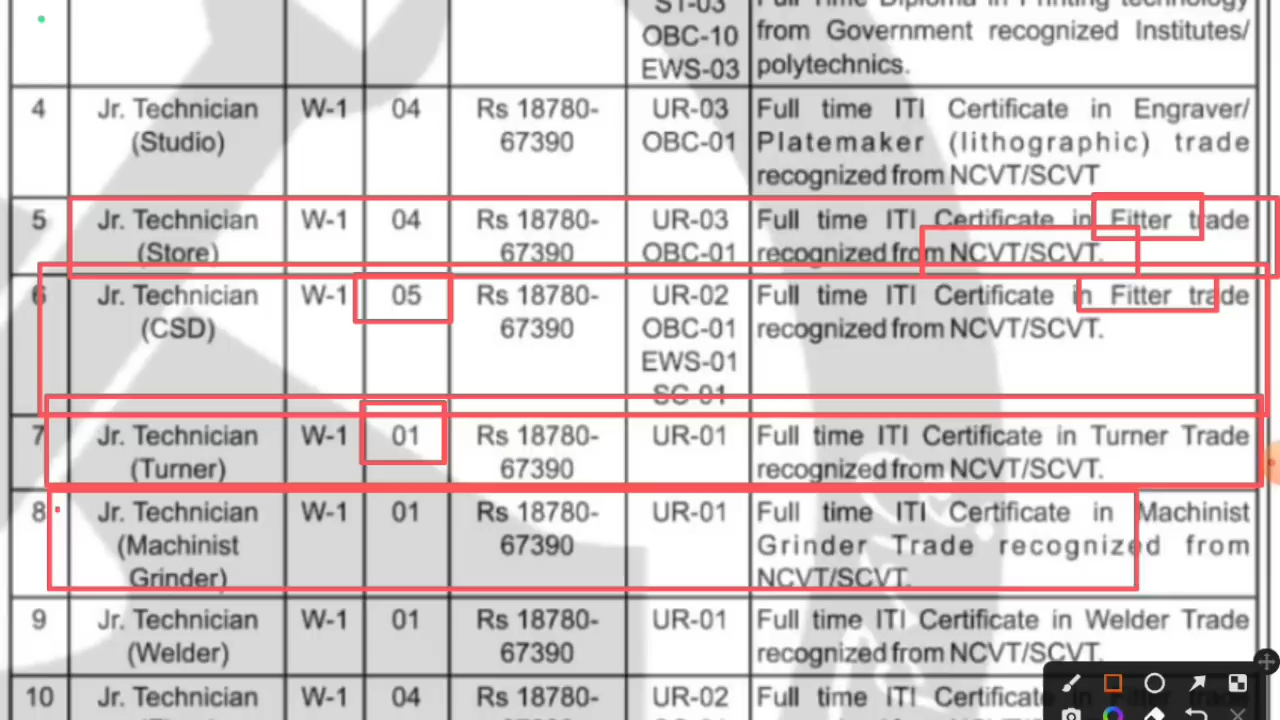 ST-03
Full Time Diploma in Printing technology
OBC-10
from Government recognized Institutes/
EWS-03
polytechnics.
4 Jr. Technician W-1 04 Rs 18780- UR-03 Full time ITI Certificate in Engraver/
(Studio) 67390 OBC-01 Platemaker (lithographic) trade
recognized from NCVT/SCVT
5 Jr. Technician W-1 04 Rs 18780- UR-03 Full time ITI Certificate in Fitter trade
(Store) 67390 OBC-01 recognized from NCVT/SCVT.
6 Jr. Technician W-1 05 Rs 18780- UR-02 Full time ITI Certificate in Fitter trade
(CSD) 67390 OBC-01 recognized from NCVT/SCVT.
EWS-01
SC-01
7 Jr. Technician W-1 01 Rs 18780- UR-01 Full time ITI Certificate in Turner Trade
(Turner) 67390 recognized from NCVT/SCVT.
8 Jr. Technician W-1 01 Rs 18780- UR-01 Full time ITI Certificate in Machinist
(Machinist 67390 Grinder Trade recognized from
Grinder) NCVT/SCVT.
9 Jr. Technician W-1 01 Rs 18780- UR-01 Full time ITI Certificate in Welder Trade
(Welder) 67390 recognized from NCVT/SCVT.
10 Jr. Technician W-1 04 Rs 18780- UR-02 Full time ITI Certificate